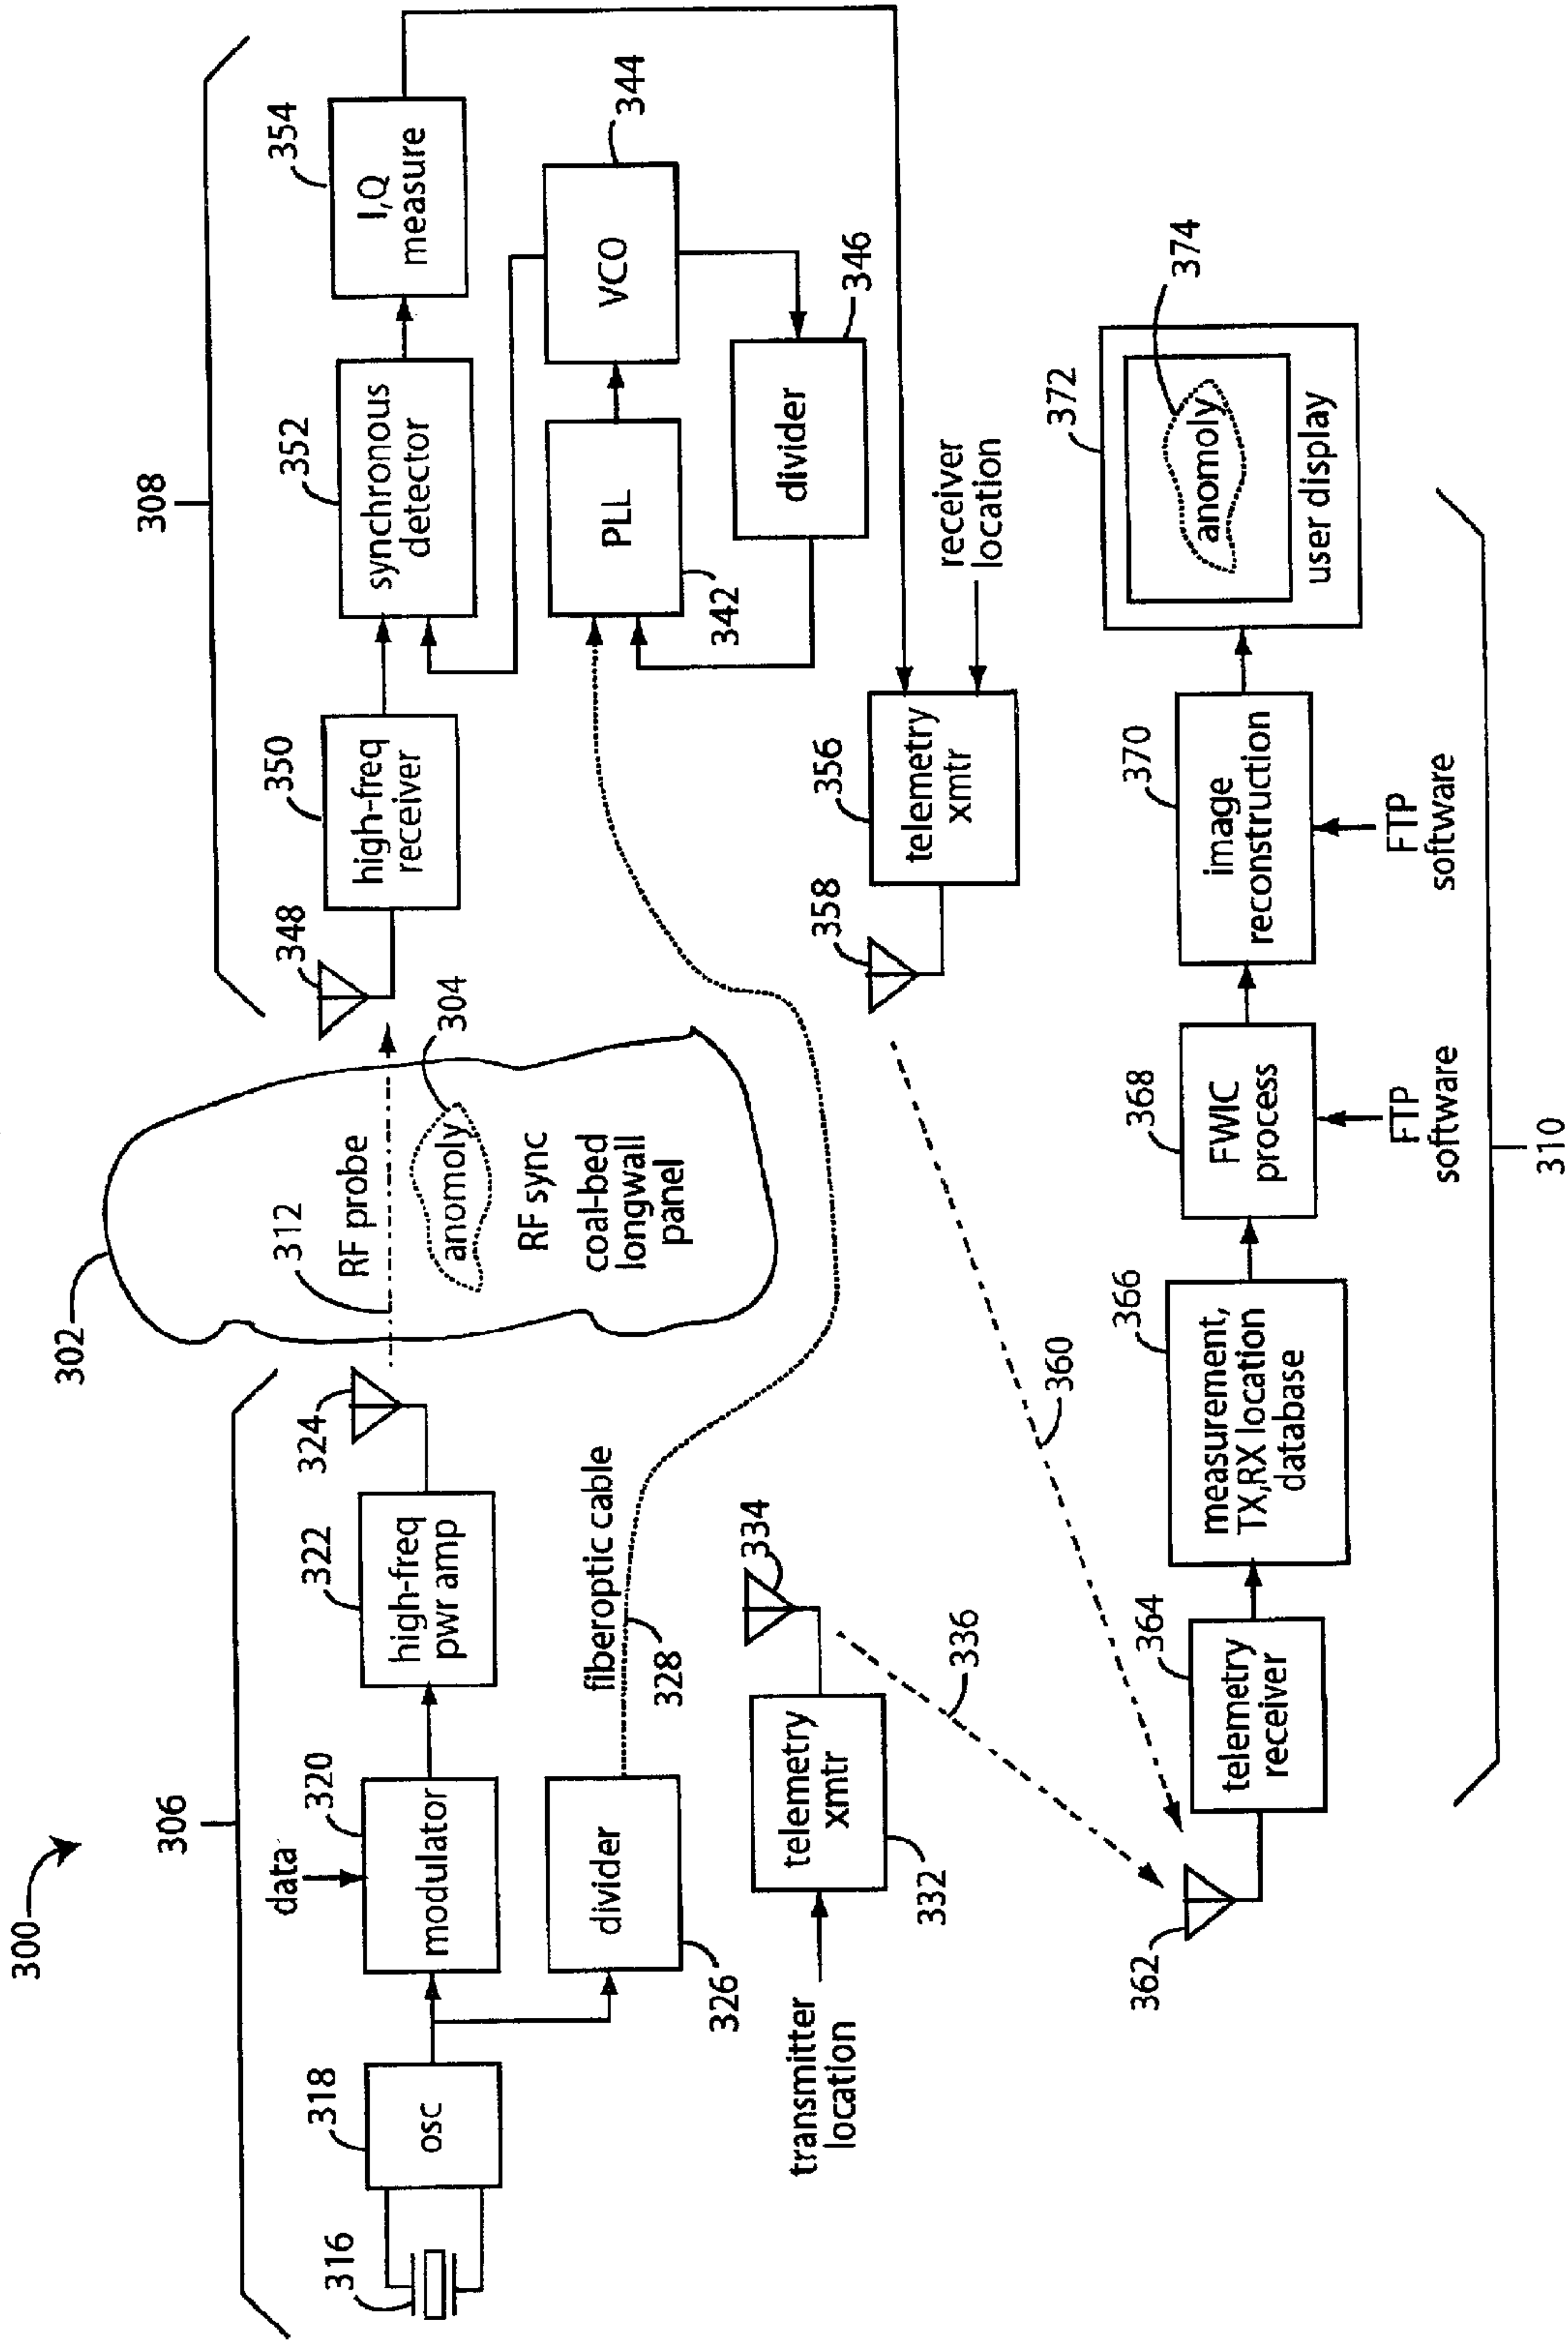 300
306
308
302
316
318
osc
data
320
modulator
322
high-freq
pwr amp
324
312
RF probe
304
anomoly
RF sync
coal-bed
longwall
panel
348
350
high-freq
receiver
352
synchronous
detector
354
I,Q
measure
326
divider
fiberoptic cable
328
342
PLL
344
VCO
346
divider
transmitter
location
332
telemetry
xmtr
334
336
358
356
telemetry
xmtr
receiver
location
360
362
364
telemetry
receiver
366
measurement,
TX,RX location
database
368
FWIC
process
FTP
software
370
image
reconstruction
FTP
software
372
374
anomoly
user display
310